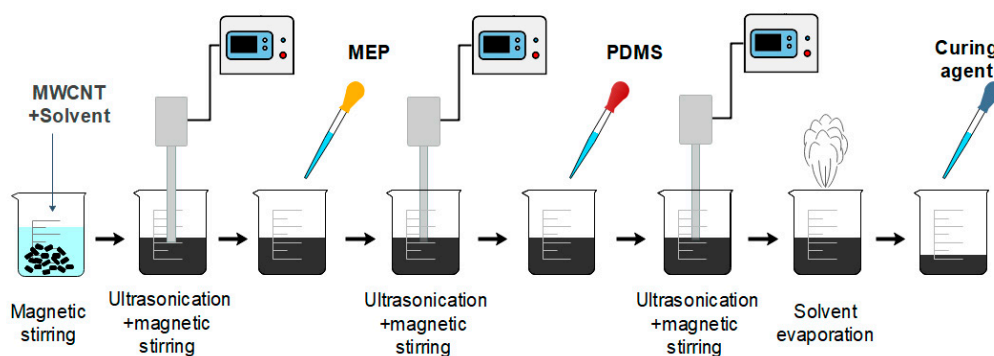 MWCNT
+Solvent
MEP
PDMS
Curing
agent
Magnetic
stirring
Ultrasonication
+magnetic
stirring
Ultrasonication
+magnetic
stirring
Ultrasonication
+magnetic
stirring
Solvent
evaporation